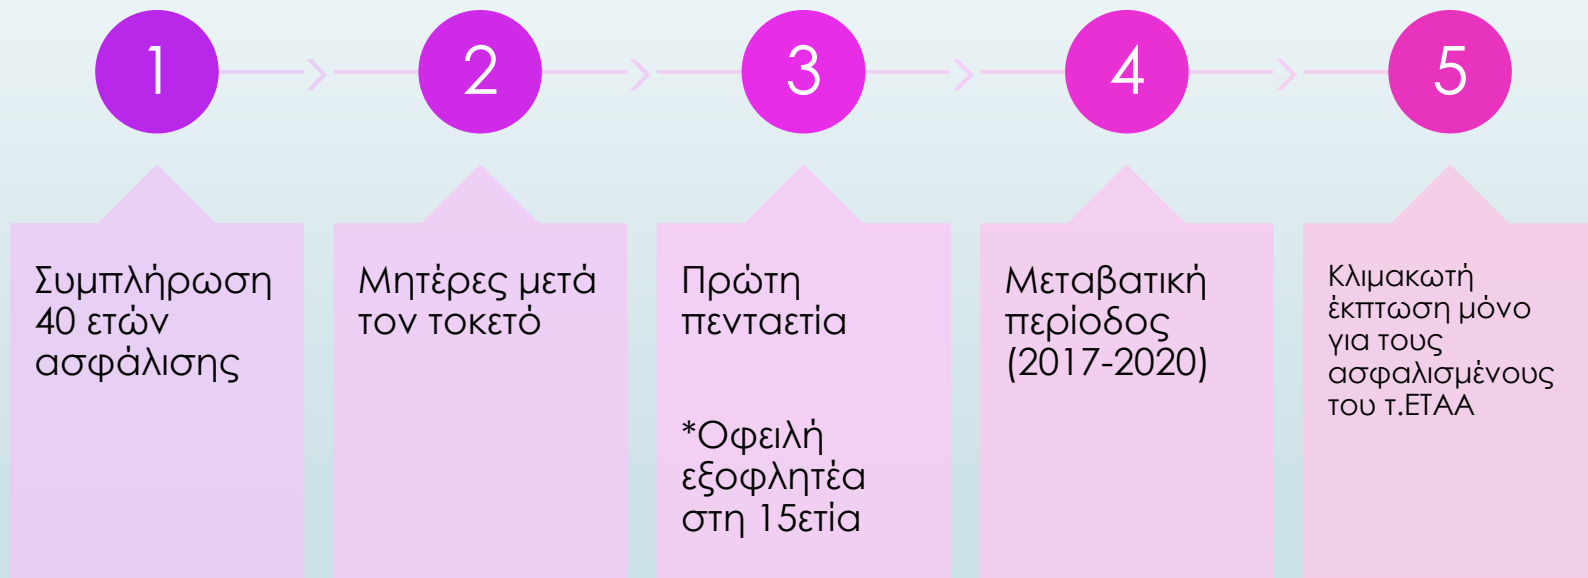 1
2
3
4
5
Συμπλήρωση
40 ετών
ασφάλισης
Μητέρες μετά
τον τοκετό
Πρώτη
πενταετία
*Οφειλή
εξοφλητέα
στη 15ετία
Μεταβατική
περίοδος
(2017-2020)
Κλιμακωτή
έκπτωση μόνο
για τους
ασφαλισμένους
του τ.ΕΤΑΑ